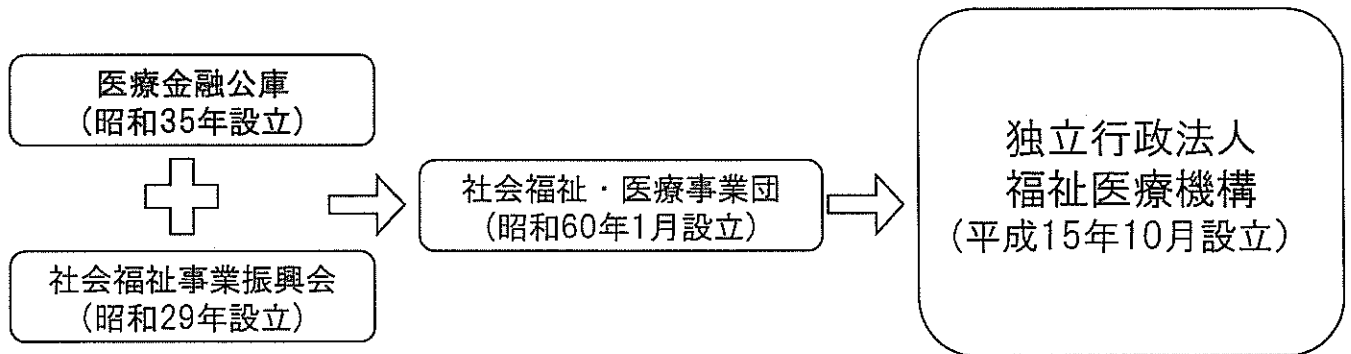 医療金融公庫
(昭和35年設立)
社会福祉事業振興会
(昭和29年設立)
社会福祉・医療事業団
(昭和60年1月設立)
独立行政法人
福祉医療機構
(平成15年10月設立)